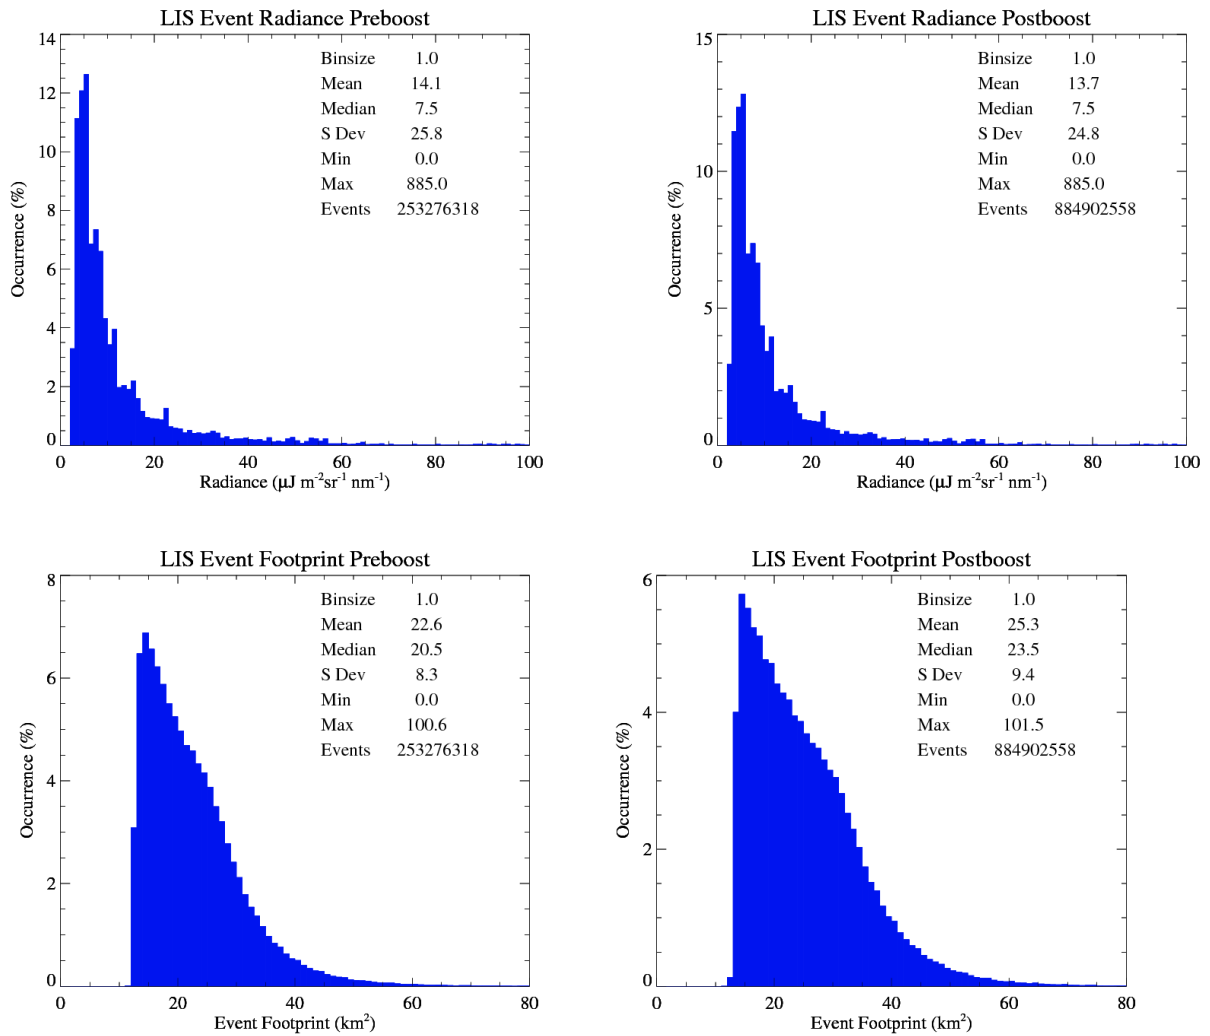 LIS Event Radiance Preboost
14
12
10
8
6
4
2
0
Occurrence (%)
Binsize 1.0
Mean 14.1
Median 7.5
S Dev 25.8
Min 0.0
Max 885.0
Events 253276318
0 20 40 60 80 100
Radiance (μJ m⁻²sr⁻¹ nm⁻¹)
LIS Event Radiance Postboost
15
10
5
0
Occurrence (%)
Binsize 1.0
Mean 13.7
Median 7.5
S Dev 24.8
Min 0.0
Max 885.0
Events 884902558
0 20 40 60 80 100
Radiance (μJ m⁻²sr⁻¹ nm⁻¹)
LIS Event Footprint Preboost
8
6
4
2
0
Occurrence (%)
Binsize 1.0
Mean 22.6
Median 20.5
S Dev 8.3
Min 0.0
Max 100.6
Events 253276318
0 20 40 60 80
Event Footprint (km²)
LIS Event Footprint Postboost
6
4
2
0
Occurrence (%)
Binsize 1.0
Mean 25.3
Median 23.5
S Dev 9.4
Min 0.0
Max 101.5
Events 884902558
0 20 40 60 80
Event Footprint (km²)